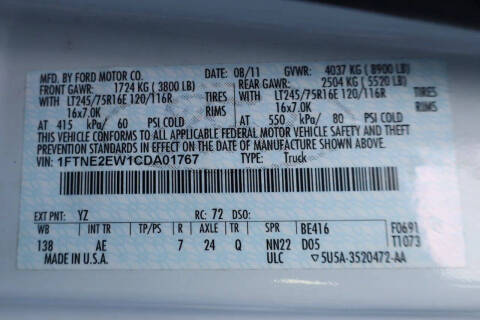 MFD. BY FORD MOTOR CO. DATE: 08/11 GVWR: 4037 KG ( 8900 LB)
FRONT GAWR: 1724 KG ( 3800 LB) REAR GAWR: 2504 KG ( 5520 LB)
WITH LT245/75R16E 120/116R TIRES WITH LT245/75R16E 120/116R TIRES
16x7.0K RIMS 16x7.0K RIMS
AT 415 kPa/ 60 PSI COLD AT 550 kPa/ 80 PSI COLD
THIS VEHICLE CONFORMS TO ALL APPLICABLE FEDERAL MOTOR VEHICLE SAFETY AND THEFT
PREVENTION STANDARDS IN EFFECT ON THE DATE OF MANUFACTURE SHOWN ABOVE.
VIN: 1FTNE2EW1CDA01767 TYPE: Truck
EXT PNT: YZ RC: 72 DSO:
WB INT TR TP/PS R AXLE TR SPR BE416 F0691
138 AE 7 24 Q NN22 D05 T1073
MADE IN U.S.A. ULC 5U5A-3520472-AA